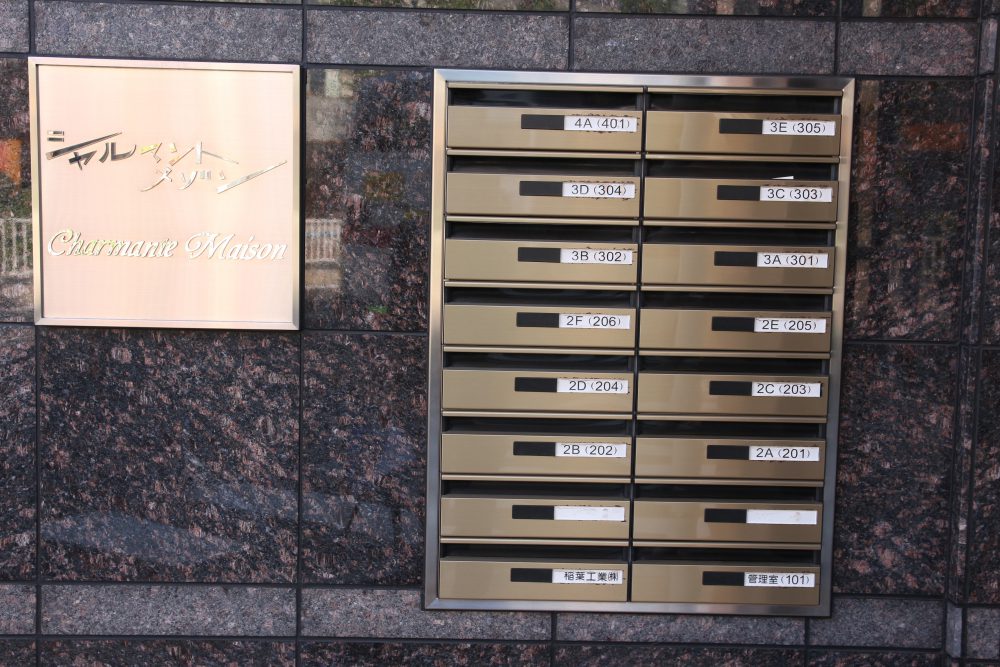 シャルマント
メゾン
Charmante Maison
4A(401)
3E(305)
3D(304)
3C(303)
3B(302)
3A(301)
2F(206)
2E(205)
2D(204)
2C(203)
2B(202)
2A(201)
稲葉工業㈱
管理室(101)